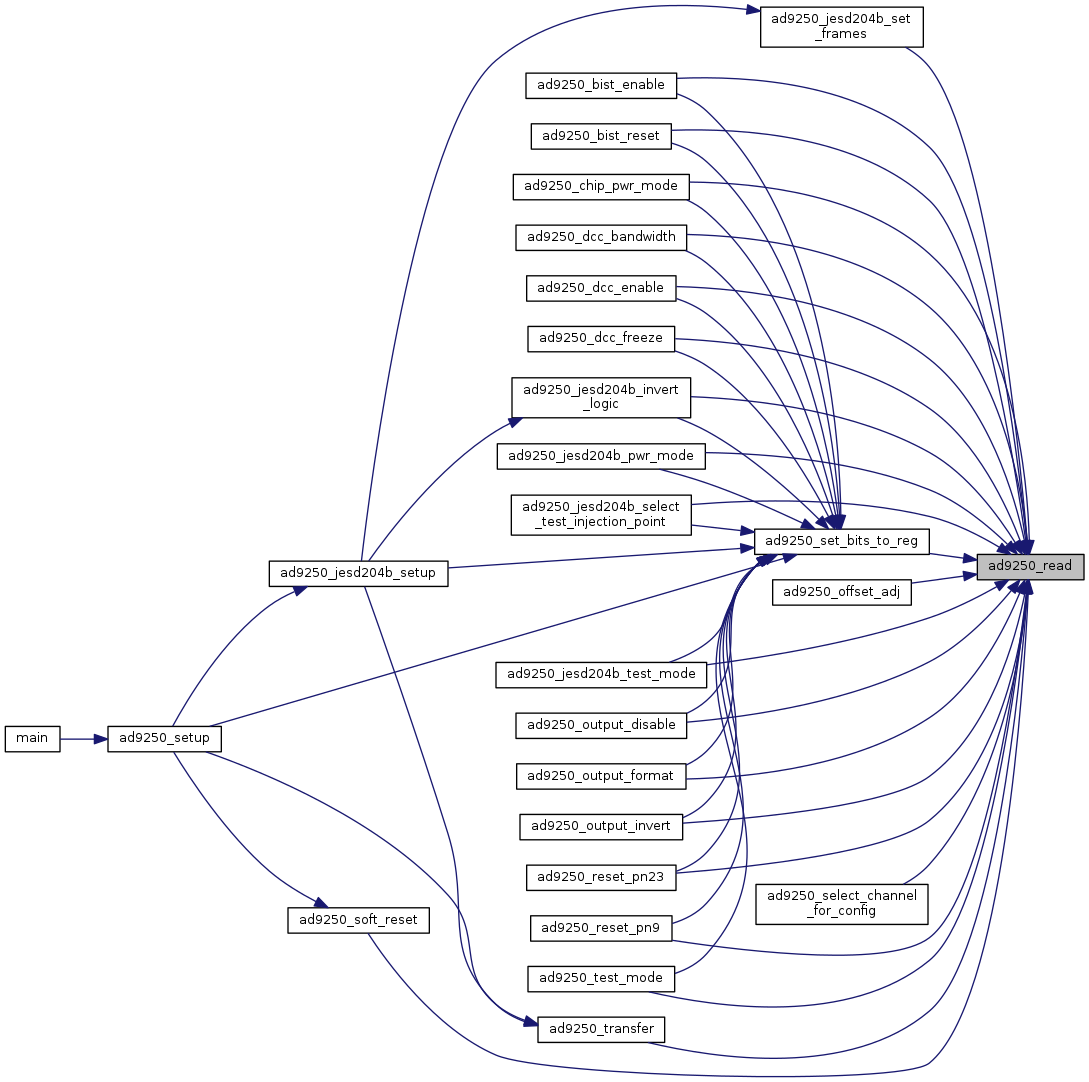 ad9250_jesd204b_set
_frames
ad9250_bist_enable
ad9250_bist_reset
ad9250_chip_pwr_mode
ad9250_dcc_bandwidth
ad9250_dcc_enable
ad9250_dcc_freeze
ad9250_jesd204b_invert
_logic
ad9250_jesd204b_pwr_mode
ad9250_jesd204b_select
_test_injection_point
ad9250_set_bits_to_reg
ad9250_read
ad9250_jesd204b_setup
ad9250_offset_adj
ad9250_jesd204b_test_mode
ad9250_output_disable
main
ad9250_setup
ad9250_output_format
ad9250_output_invert
ad9250_reset_pn23
ad9250_select_channel
_for_config
ad9250_soft_reset
ad9250_reset_pn9
ad9250_test_mode
ad9250_transfer